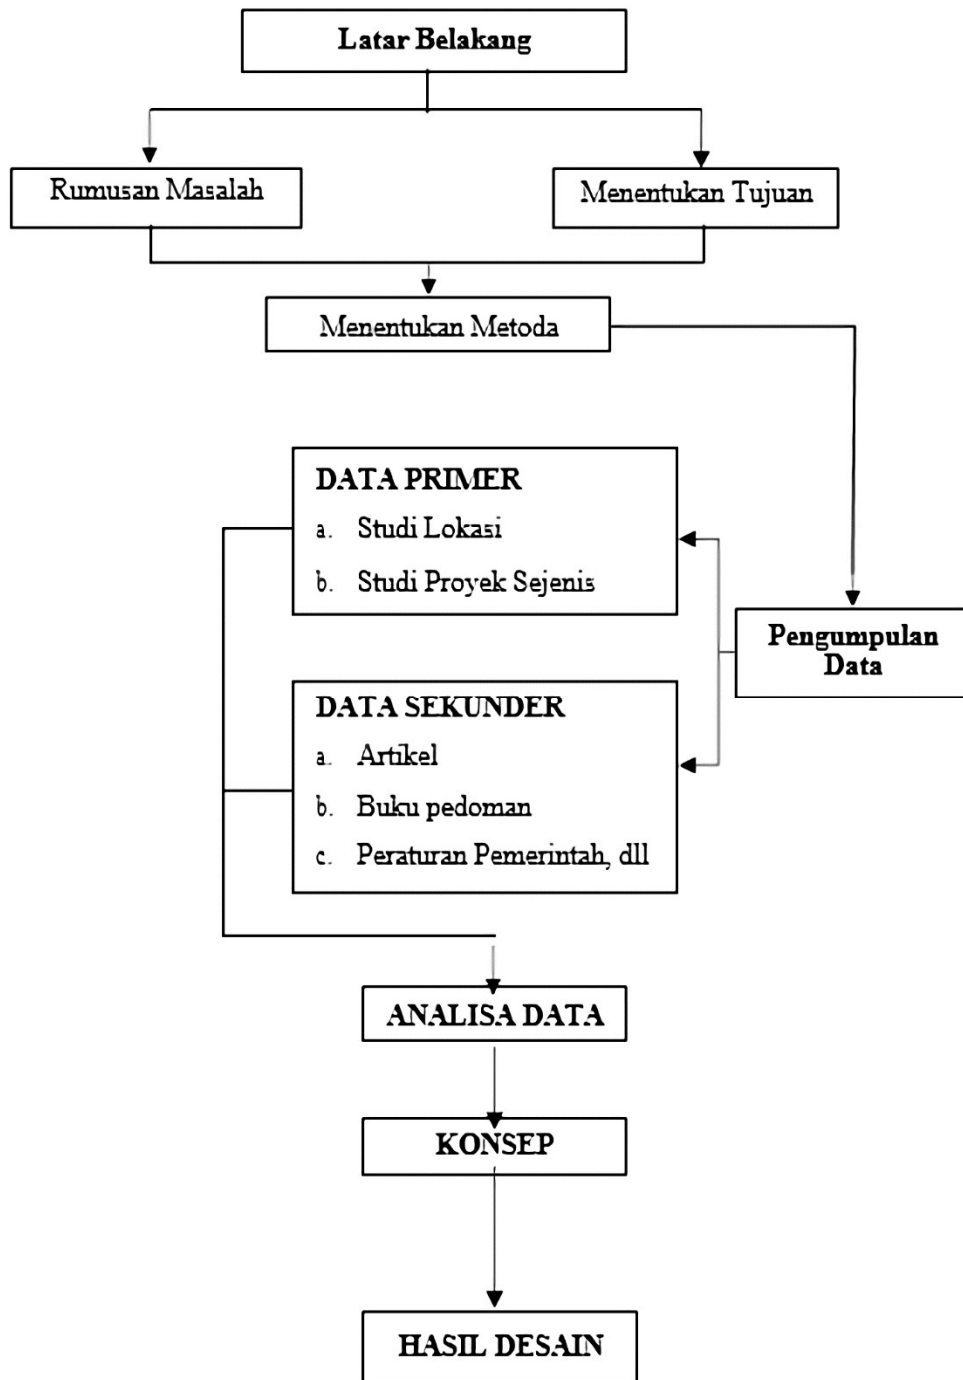 Latar Belakang
Rumusan Masalah
Menentukan Tujuan
Menentukan Metoda
DATA PRIMER
a. Studi Lokasi
b. Studi Proyek Sejenis
Pengumpulan
Data
DATA SEKUNDER
a. Artikel
b. Buku pedoman
c. Peraturan Pemerintah, dll
ANALISA DATA
KONSEP
HASIL DESAIN